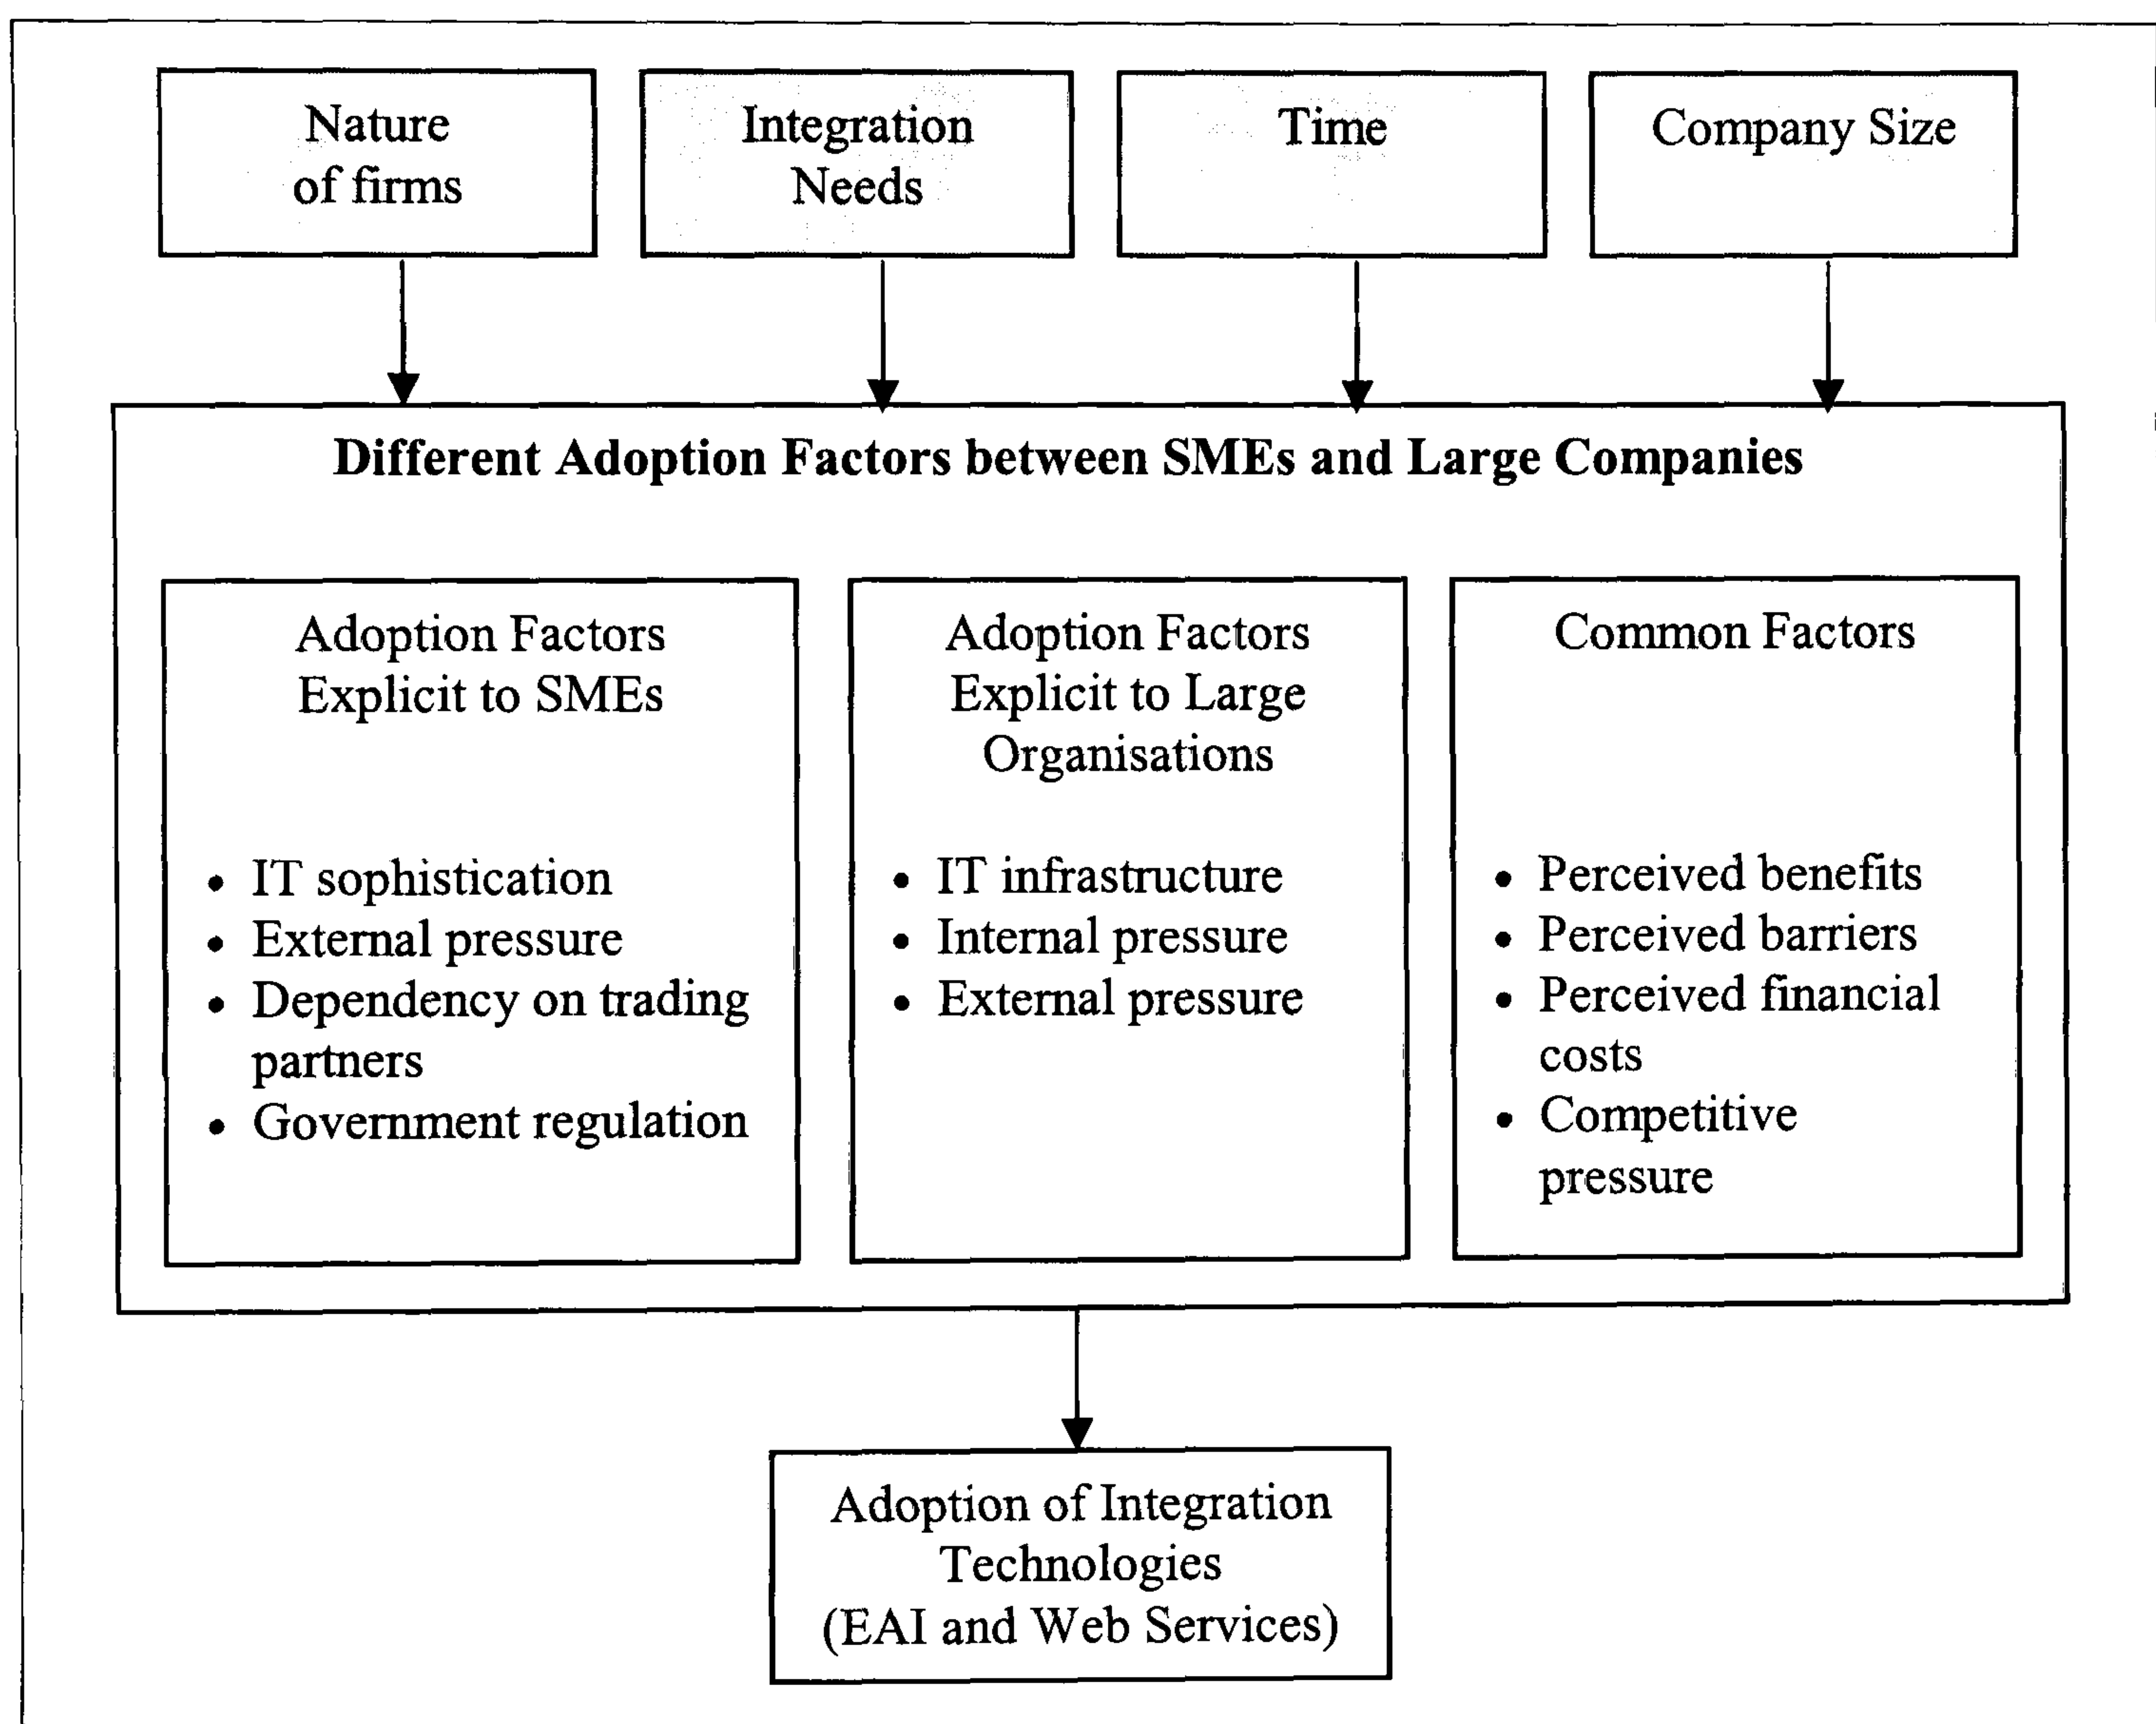 Nature
of firms
Integration
Needs
Time
Company Size
Different Adoption Factors between SMEs and Large Companies
Adoption Factors
Explicit to SMEs
• IT sophistication
• External pressure
• Dependency on trading
partners
• Government regulation
Adoption Factors
Explicit to Large
Organisations
• IT infrastructure
• Internal pressure
• External pressure
Common Factors
• Perceived benefits
• Perceived barriers
• Perceived financial
costs
• Competitive
pressure
Adoption of Integration
Technologies
(EAI and Web Services)